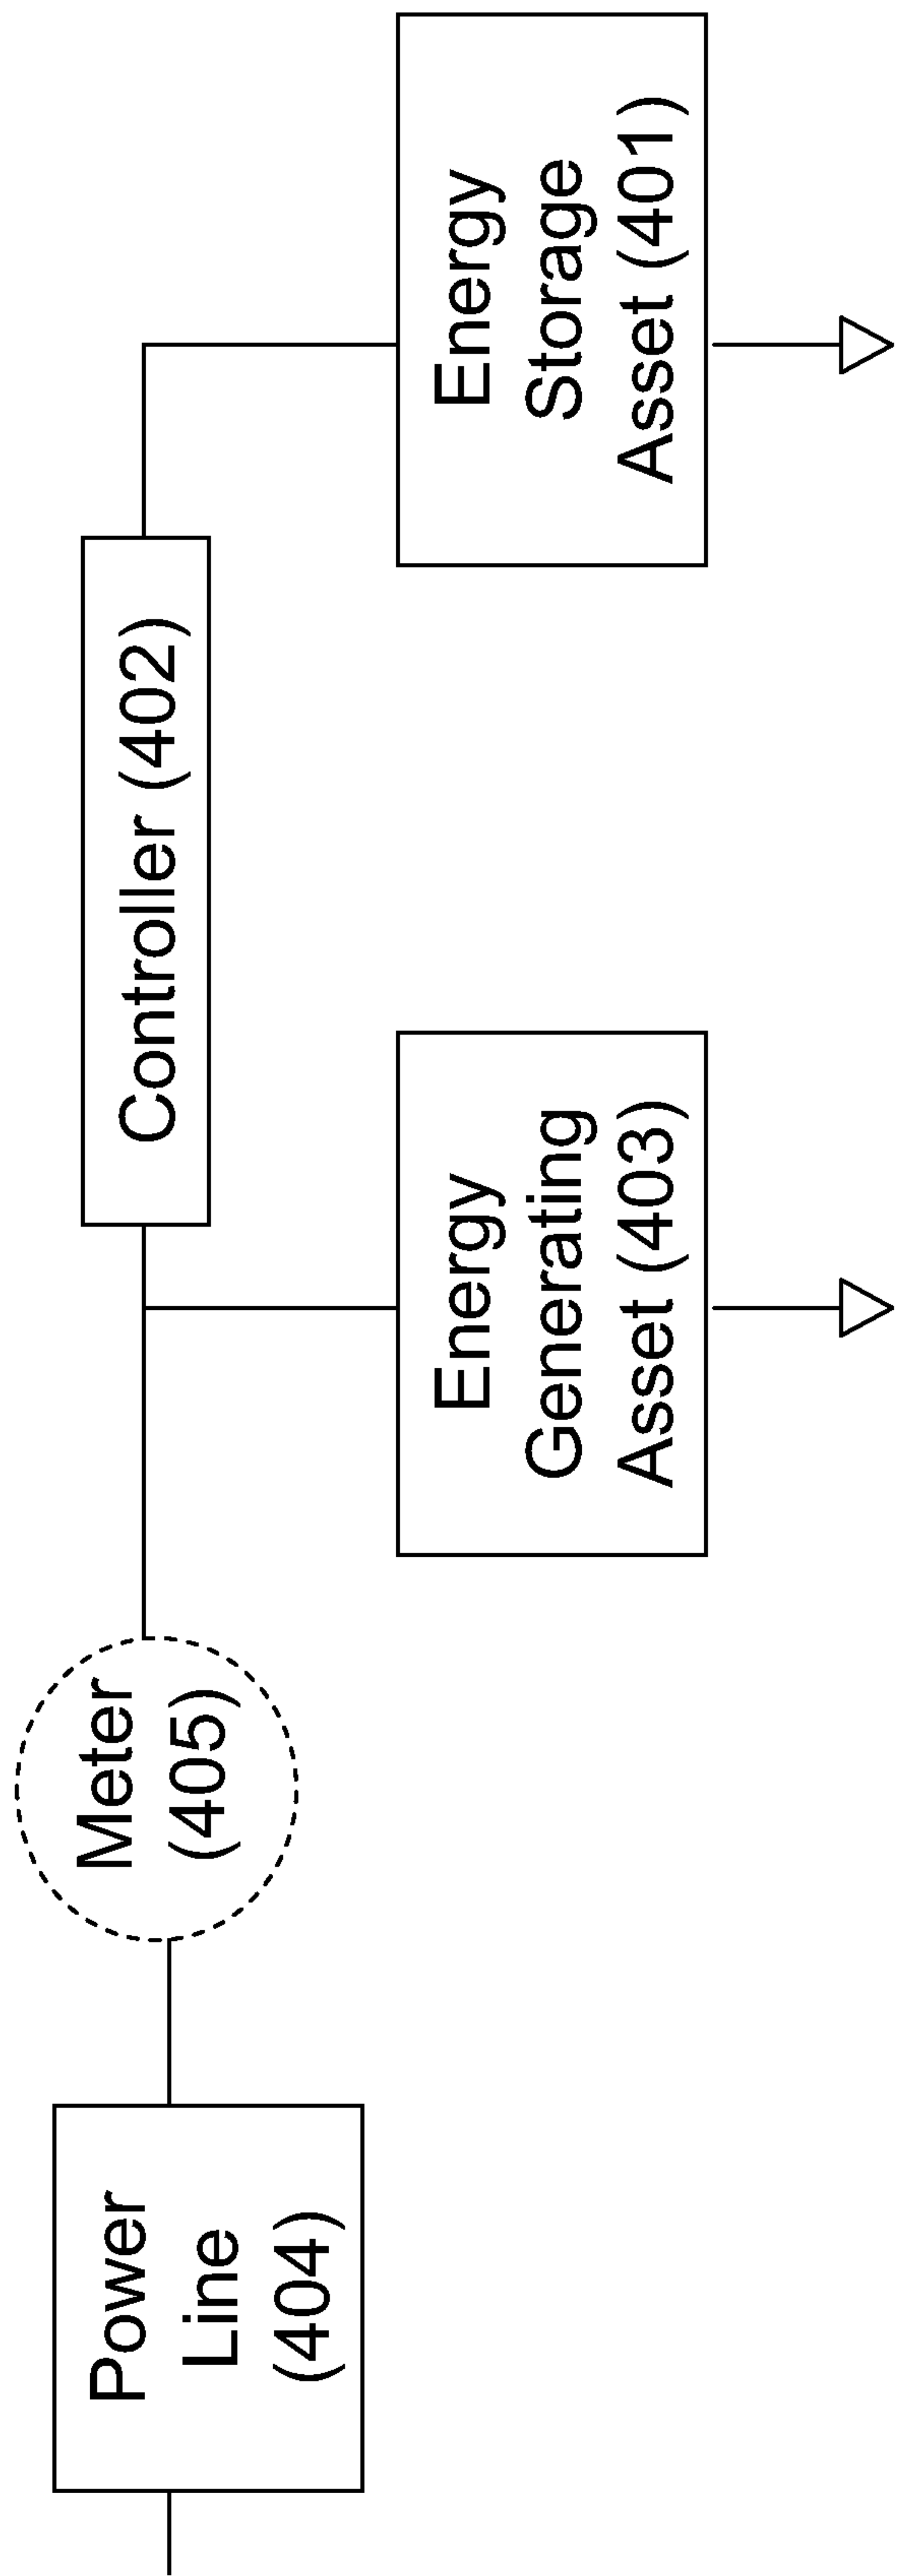 Power
Line
(404)
Meter
(405)
Controller (402)
Energy
Generating
Asset (403)
Energy
Storage
Asset (401)